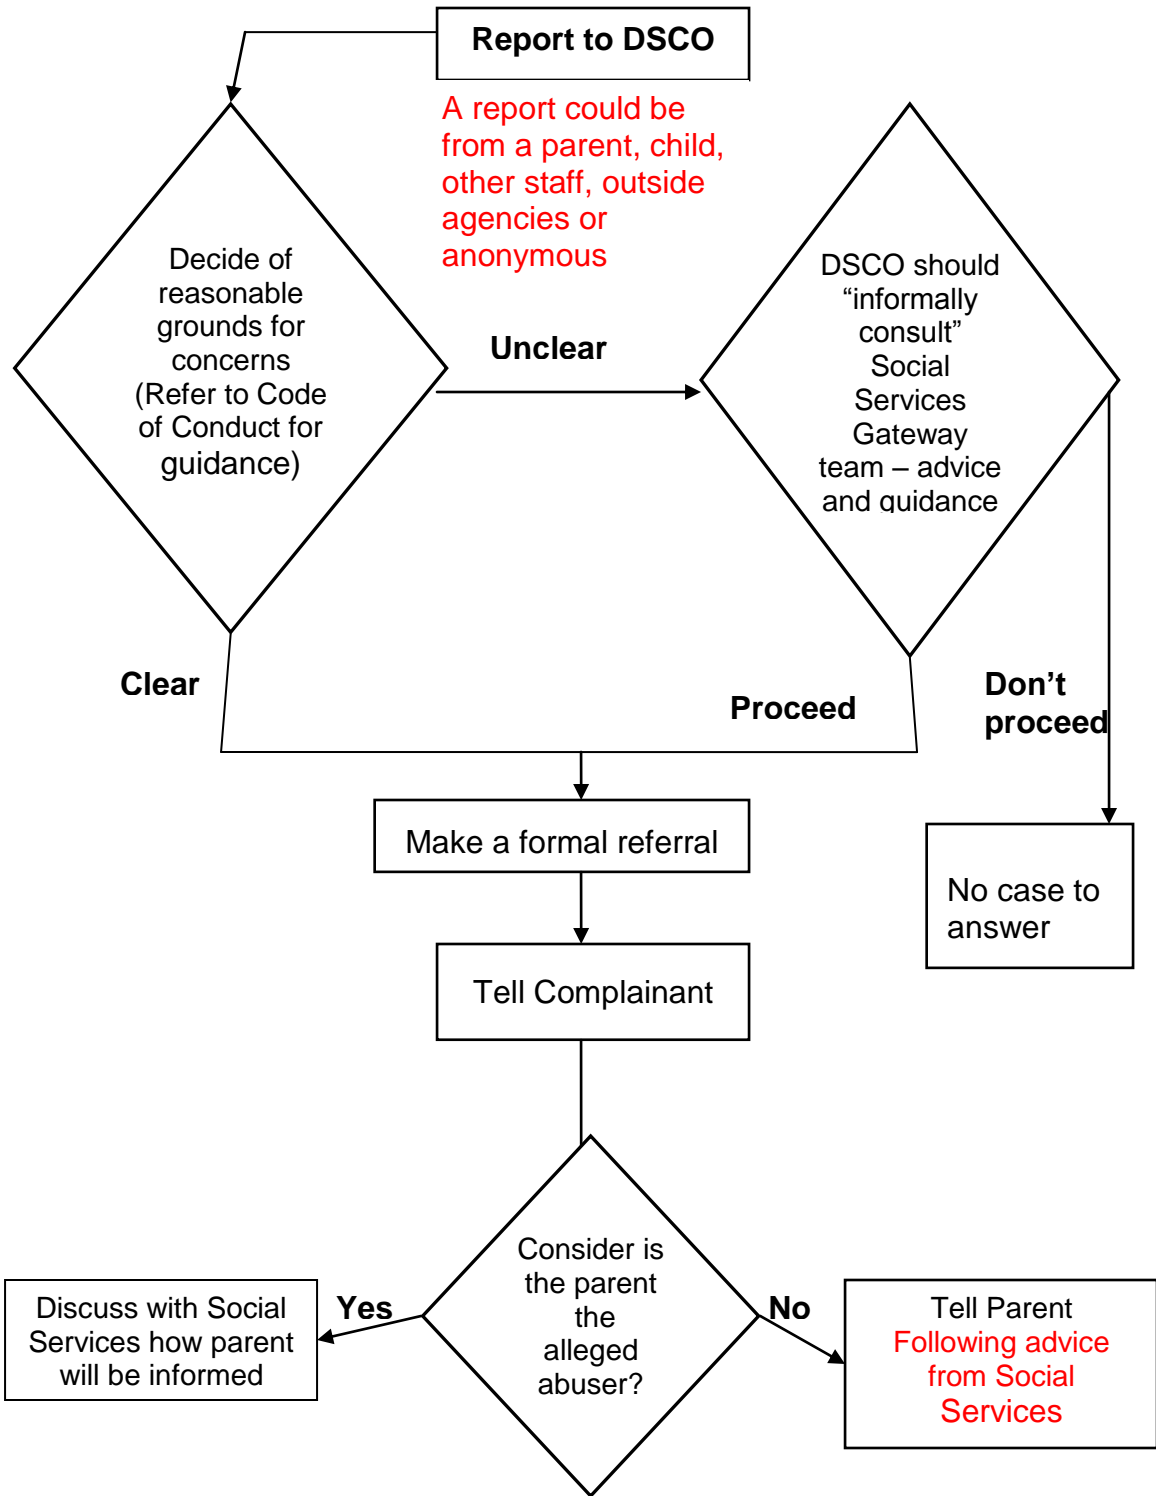 Report to DSCO
A report could be
from a parent, child,
other staff, outside
agencies or
anonymous
Decide of
reasonable
grounds for
concerns
(Refer to Code
of Conduct for
guidance)
Unclear
DSCO should
“informally
consult”
Social
Services
Gateway
team – advice
and guidance
Clear
Proceed
Don’t
proceed
Make a formal referral
No case to
answer
Tell Complainant
Consider is
the parent
the
alleged
abuser?
Yes
No
Discuss with Social
Services how parent
will be informed
Tell Parent
Following advice
from Social
Services